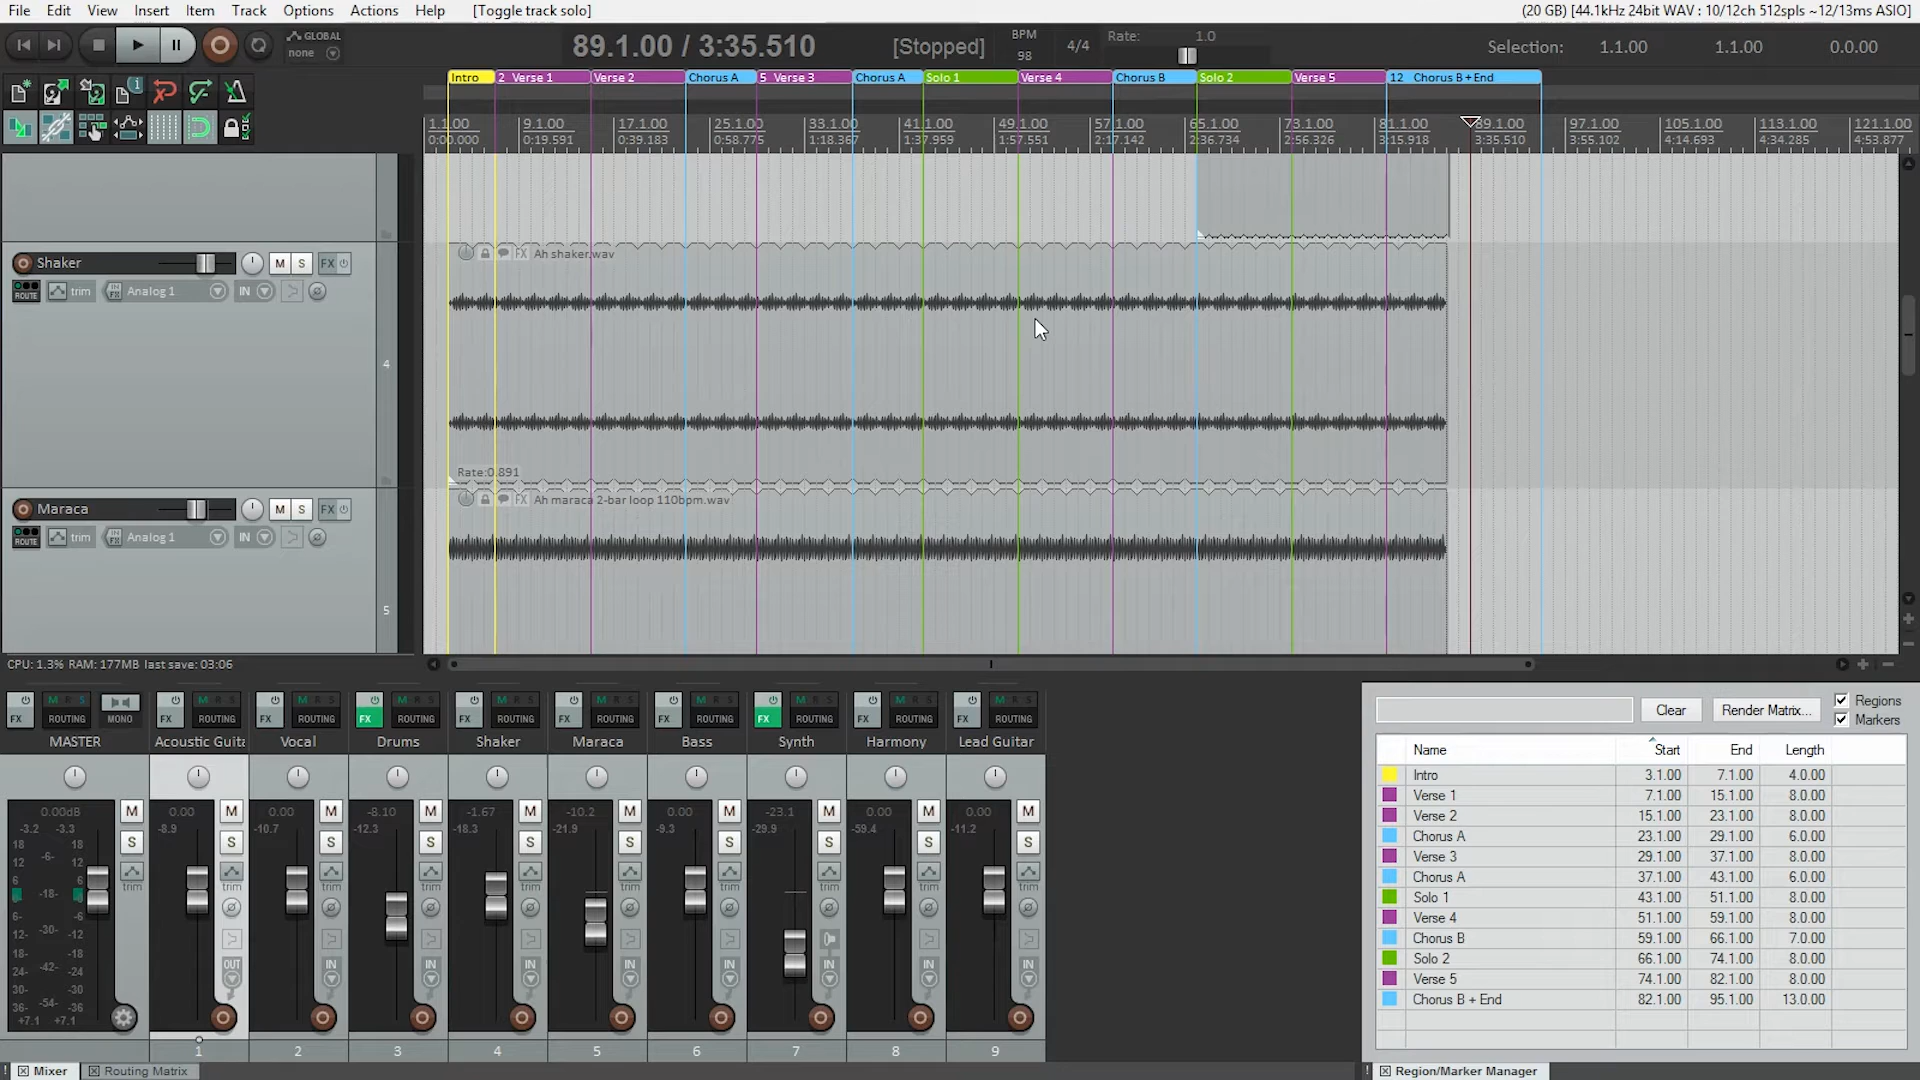 File Edit View Insert Item Track Options Actions Help [Toggle track solo] (20 GB) [44.1kHz 24bit WAV : 10/12ch 512spls ~12/13ms ASIO]
89.1.00 / 3:35.510 [Stopped] BPM 98 4/4 Rate: 1.0 Selection: 1.1.00 1.1.00 0.0.00
GLOBAL
none
Intro 2 Verse 1 Verse 2 Chorus A 5 Verse 3 Chorus A Solo 1 Verse 4 Chorus B Solo 2 Verse 5 12 Chorus B + End
1.1.00 9.1.00 17.1.00 25.1.00 33.1.00 41.1.00 49.1.00 57.1.00 65.1.00 73.1.00 81.1.00 89.1.00 97.1.00 105.1.00 113.1.00 121.1.00
0:00.000 0:19.591 0:39.183 0:58.775 1:18.367 1:37.959 1:57.551 2:17.142 2:36.734 2:56.326 3:15.918 3:35.510 3:55.102 4:14.693 4:34.285 4:53.877
Shaker M S FX
ROUTE trim IN FX Analog 1 IN
4
FX Ah shaker.wav
Rate:0.891
Maraca M S FX
ROUTE trim IN FX Analog 1 IN
5
FX Ah maraca 2-bar loop 110bpm.wav
CPU: 1.3% RAM: 177MB last save: 03:06
FX M R S ROUTING MONO FX M R S ROUTING FX M R S ROUTING FX M R S ROUTING FX M R S ROUTING FX M R S ROUTING FX M R S ROUTING FX M R S ROUTING FX M R S ROUTING FX M R S ROUTING
MASTER Acoustic Guita Vocal Drums Shaker Maraca Bass Synth Harmony Lead Guitar
0.00dB M 0.00 M 0.00 M -8.10 M -1.67 M -10.2 M 0.00 M -23.1 M 0.00 M 0.00 M
-3.2 -3.3 -8.9 -10.7 -12.3 -18.3 -21.9 -9.3 -29.9 -59.4 -11.2
S S S S S S S S S S
trim trim trim trim trim trim trim trim trim trim
18 18
12 -6- 12
6 6
-18-
6- -6
12- -30- -12
18- -18
24- -42- -24
30- -30
36- -54- -36
+7.1 +7.1
OUT IN IN IN IN IN IN IN IN
1 2 3 4 5 6 7 8 9
Mixer Routing Matrix
Clear Render Matrix... Regions
Markers
Name Start End Length
Intro 3.1.00 7.1.00 4.0.00
Verse 1 7.1.00 15.1.00 8.0.00
Verse 2 15.1.00 23.1.00 8.0.00
Chorus A 23.1.00 29.1.00 6.0.00
Verse 3 29.1.00 37.1.00 8.0.00
Chorus A 37.1.00 43.1.00 6.0.00
Solo 1 43.1.00 51.1.00 8.0.00
Verse 4 51.1.00 59.1.00 8.0.00
Chorus B 59.1.00 66.1.00 7.0.00
Solo 2 66.1.00 74.1.00 8.0.00
Verse 5 74.1.00 82.1.00 8.0.00
Chorus B + End 82.1.00 95.1.00 13.0.00
! Region/Marker Manager